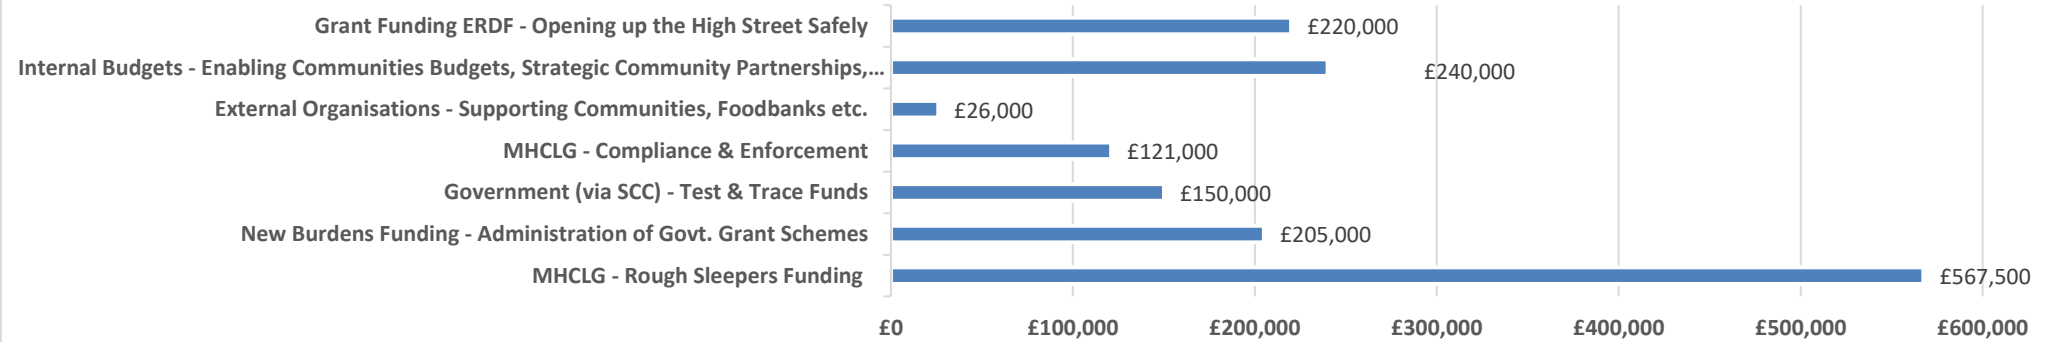 Grant Funding ERDF - Opening up the High Street Safely £220,000
Internal Budgets - Enabling Communities Budgets, Strategic Community Partnerships,... £240,000
External Organisations - Supporting Communities, Foodbanks etc. £26,000
MHCLG - Compliance & Enforcement £121,000
Government (via SCC) - Test & Trace Funds £150,000
New Burdens Funding - Administration of Govt. Grant Schemes £205,000
MHCLG - Rough Sleepers Funding £567,500
£0 £100,000 £200,000 £300,000 £400,000 £500,000 £600,000